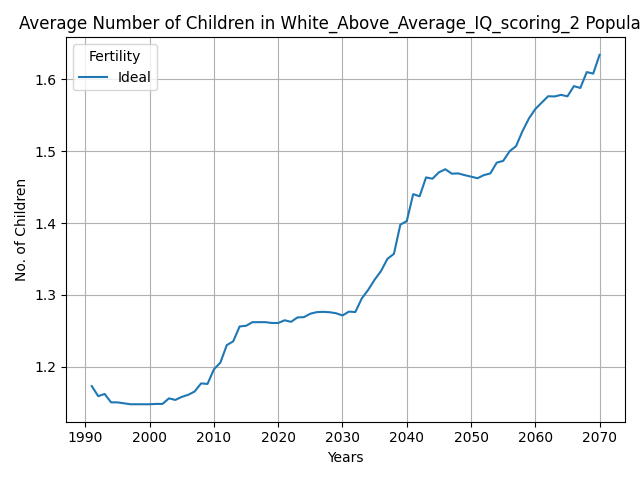 Average Number of Children in White_Above_Average_IQ_scoring_2 Popula
Fertility
Ideal
1.6
1.5
1.4
1.3
1.2
No. of Children
1990 2000 2010 2020 2030 2040 2050 2060 2070
Years